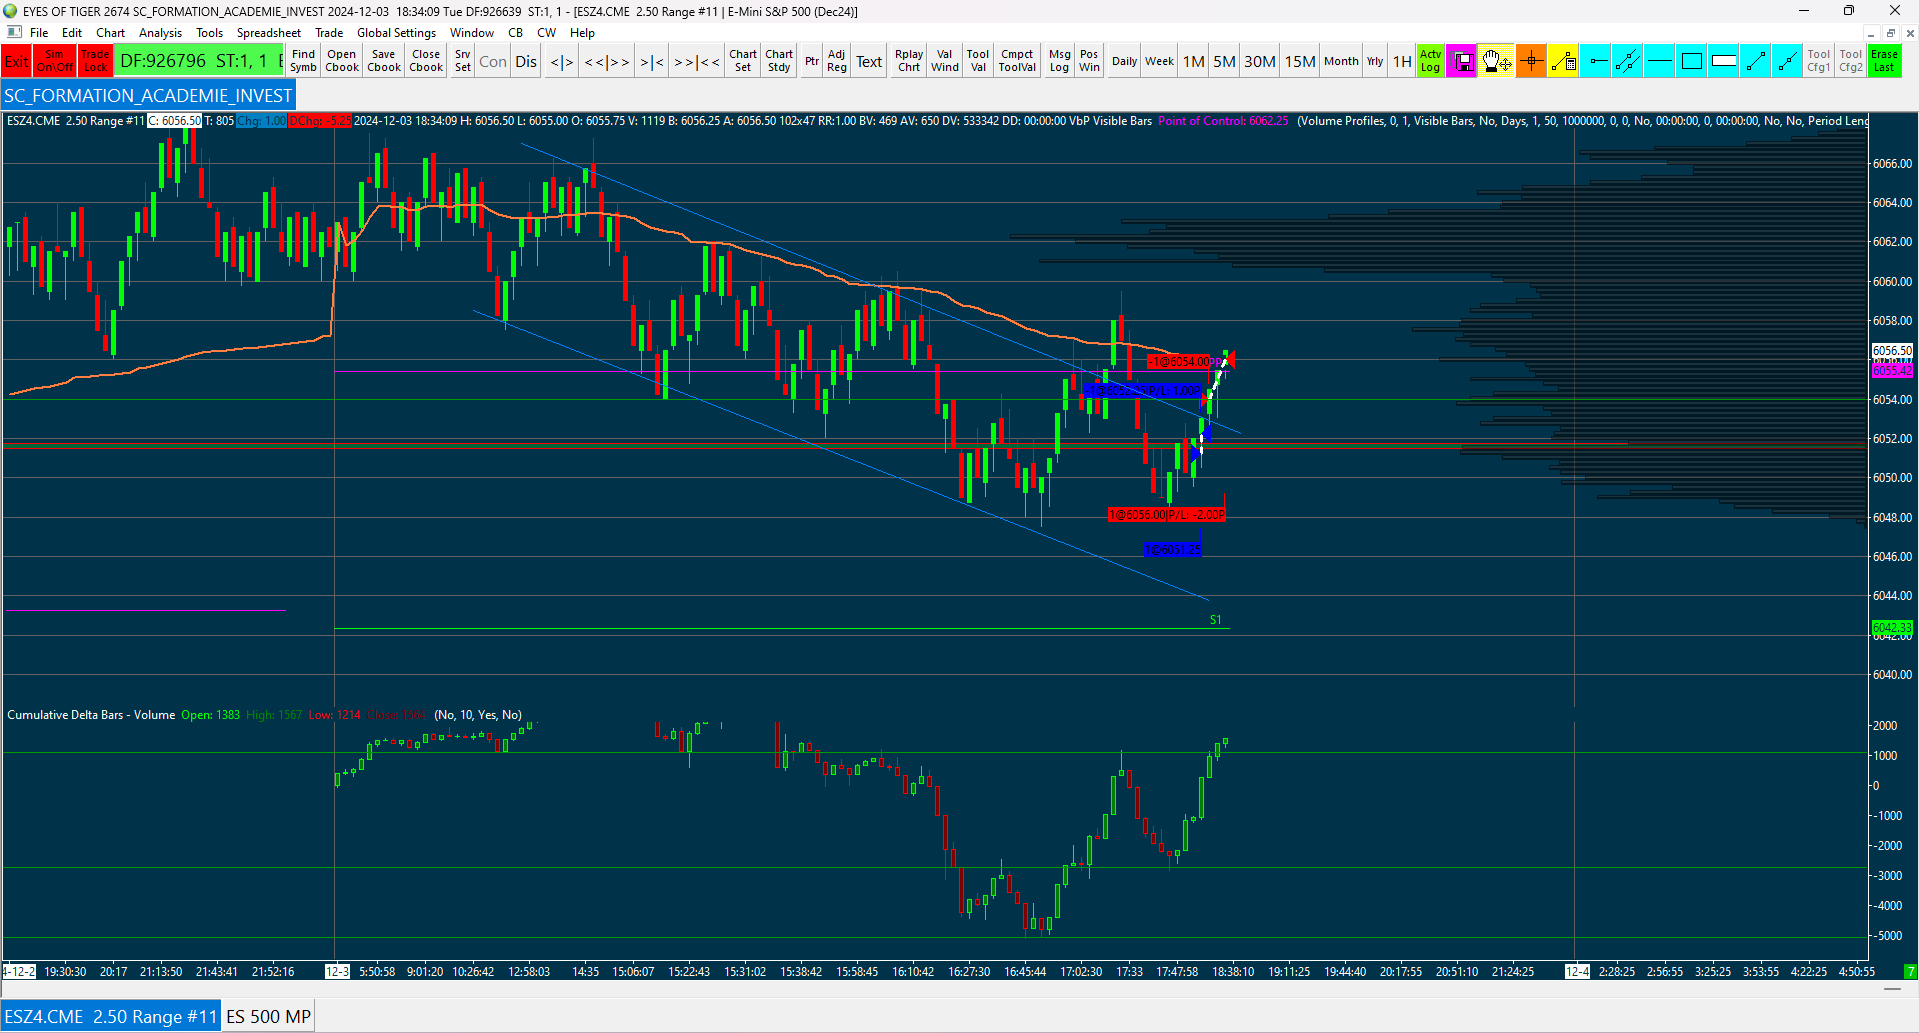 EYES OF TIGER 2674 SC_FORMATION_ACADEMIE_INVEST 2024-12-03  18:34:09 Tue DF:926639  ST:1, 1 - [ESZ4.CME  2.50 Range #11 | E-Mini S&P 500 (Dec24)]
File Edit Chart Analysis Tools Spreadsheet Trade Global Settings Window CB CW Help
Exit Sim On\Off Trade Lock DF:926796  ST:1, 1 Find Symb Open Cbook Save Cbook Close Cbook Srv Set Con Dis <|> <<|>> >|< >>|<< Chart Set Chart Stdy Ptr Adj Reg Text Rplay Chrt Val Wind Tool Val Cmpct ToolVal Msg Log Pos Win Daily Week 1M 5M 30M 15M Month Yrly 1H Actv Log Tool Cfg1 Tool Cfg2 Erase Last
SC_FORMATION_ACADEMIE_INVEST
ESZ4.CME  2.50 Range #11 C: 6056.50 T: 805 Chg: 1.00 DChg: -5.25 2024-12-03 18:34:09 H: 6056.50 L: 6055.00 O: 6055.75 V: 1119 B: 6056.25 A: 6056.50 102x47 RR:1.00 BV: 469 AV: 650 DV: 533342 DD: 00:00:00 VbP Visible Bars Point of Control: 6062.25 (Volume Profiles, 0, 1, Visible Bars, No, Days, 1, 50, 1000000, 0, 0, No, 00:00:00, 0, 00:00:00, No, No, Period Leng
6066.00
6064.00
6062.00
6060.00
6058.00
6056.50
6055.42
-1@6054.00
6054.00
6052.00
6050.00
1@6056.00|P/L: -2.00P
6048.00
1@6051.25
6046.00
6044.00
S1
6042.33
6042.00
6040.00
Cumulative Delta Bars - Volume Open: 1383 High: 1567 Low: 1214 Close: 1564 (No, 10, Yes, No)
2000
1000
0
-1000
-2000
-3000
-4000
-5000
4-12-2 19:30:30 20:17 21:13:50 21:43:41 21:52:16 12-3 5:50:58 9:01:20 10:26:42 12:58:03 14:35 15:06:07 15:22:43 15:31:02 15:38:42 15:58:45 16:10:42 16:27:30 16:45:44 17:02:30 17:33 17:47:58 18:38:10 19:11:25 19:44:40 20:17:55 20:51:10 21:24:25 12-4 2:28:25 2:56:55 3:25:25 3:53:55 4:22:25 4:50:55 7
ESZ4.CME  2.50 Range #11 ES 500 MP